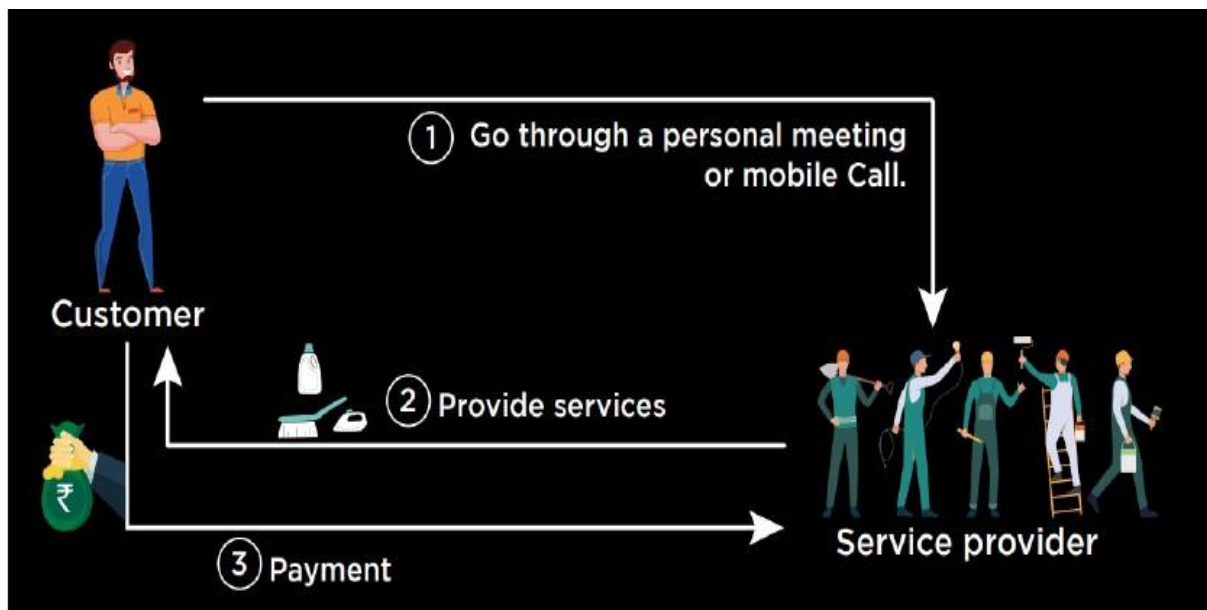 1 Go through a personal meeting
or mobile Call.
Customer
2 Provide services
₹
Service provider
3 Payment